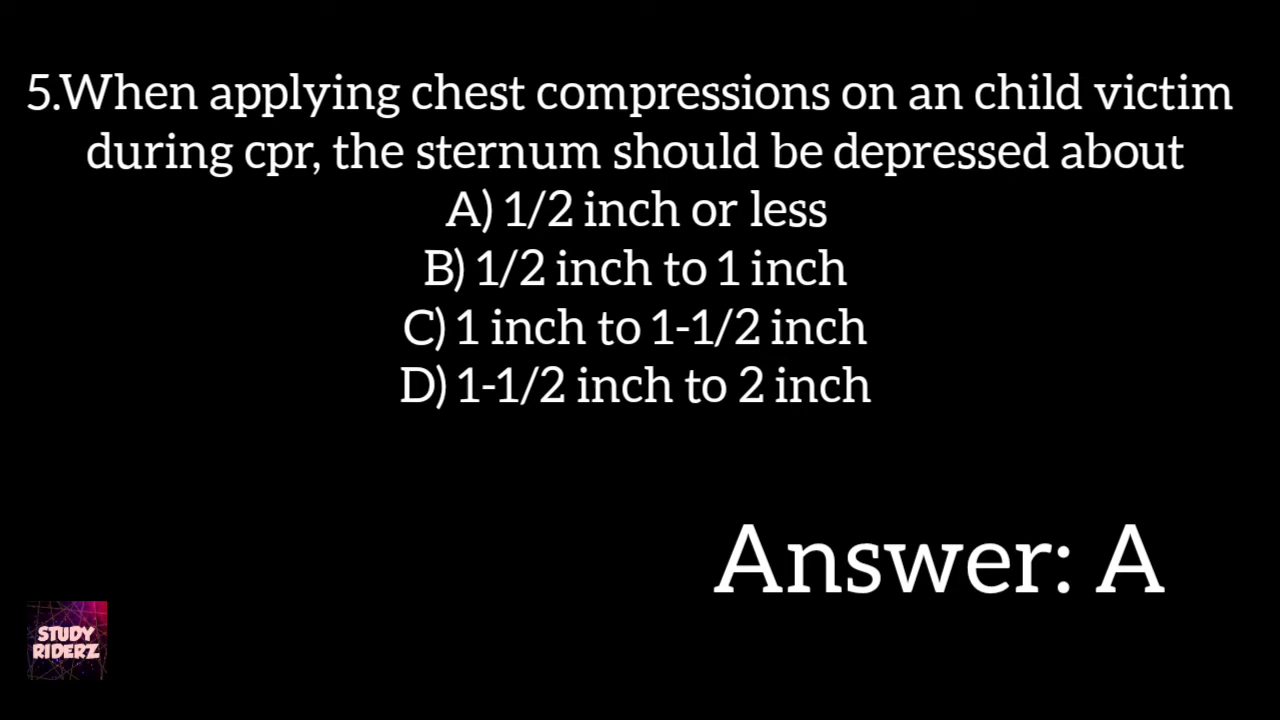 5.When applying chest compressions on an child victim
during cpr, the sternum should be depressed about
A) 1/2 inch or less
B) 1/2 inch to 1 inch
C) 1 inch to 1-1/2 inch
D) 1-1/2 inch to 2 inch
Answer: A
STUDY
RIDERZ